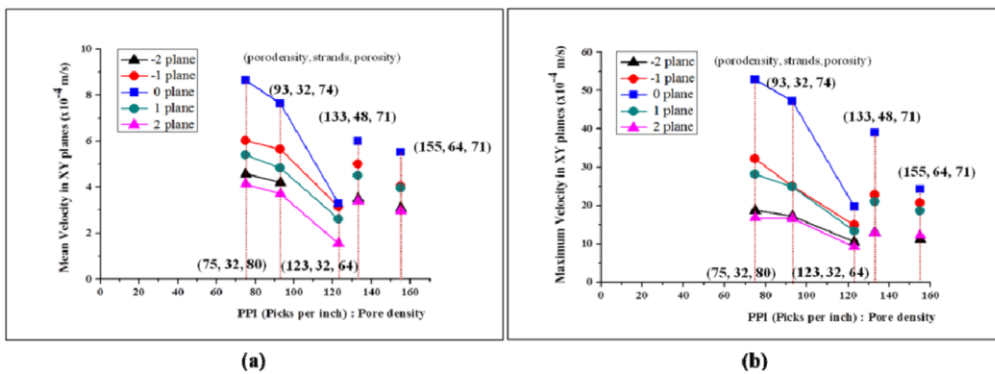 -2 plane
-1 plane
0 plane
1 plane
2 plane
(porodensity, strands, porosity)
(93, 32, 74)
(133, 48, 71)
(155, 64, 71)
(75, 32, 80)
(123, 32, 64)
Mean Velocity in XY planes (x10⁻⁴ m/s)
10
8
6
4
2
0
0 20 40 60 80 100 120 140 160
PPI (Picks per inch) : Pore density
(a)
-2 plane
-1 plane
0 plane
1 plane
2 plane
(porodensity, strands, porosity)
(93, 32, 74)
(133, 48, 71)
(155, 64, 71)
(75, 32, 80)
(123, 32, 64)
Maximum Velocity in XY planes (x10⁻⁴ m/s)
60
50
40
30
20
10
0
0 20 40 60 80 100 120 140 160
PPI (Picks per inch) : Pore density
(b)